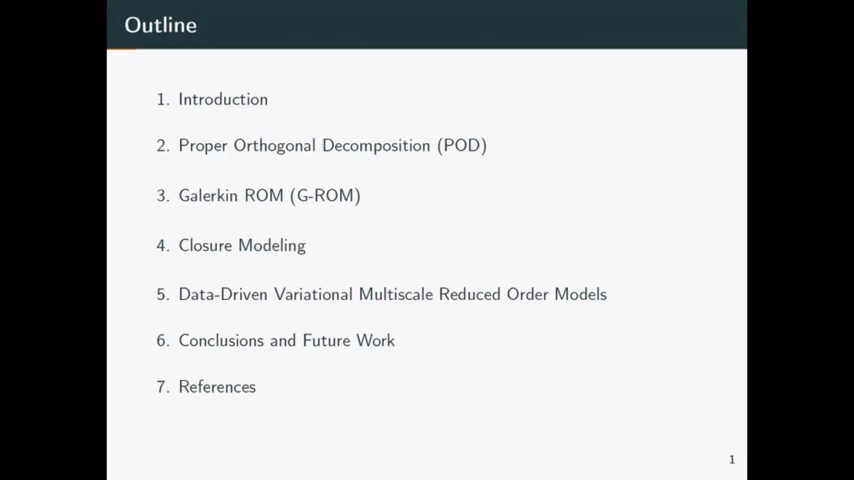 Outline
1. Introduction
2. Proper Orthogonal Decomposition (POD)
3. Galerkin ROM (G-ROM)
4. Closure Modeling
5. Data-Driven Variational Multiscale Reduced Order Models
6. Conclusions and Future Work
7. References
1